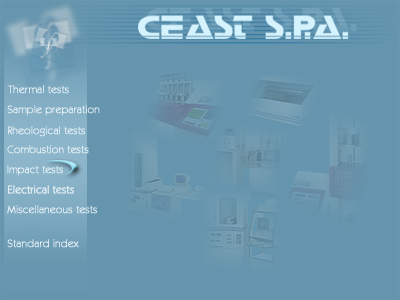 CEAST S.P.A.
Thermal tests
Sample preparation
Rheological tests
Combustion tests
Impact tests
Electrical tests
Miscellaneous tests
Standard index